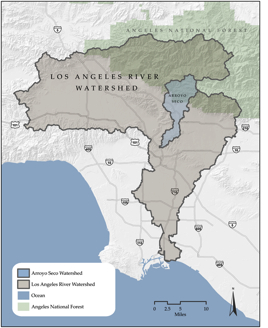 ANGELES NATIONAL FOREST
LOS ANGELES RIVER
WATERSHED
ARROYO
SECO
Arroyo Seco Watershed
Los Angeles River Watershed
Ocean
Angeles National Forest
0 2.5 5 10
Miles